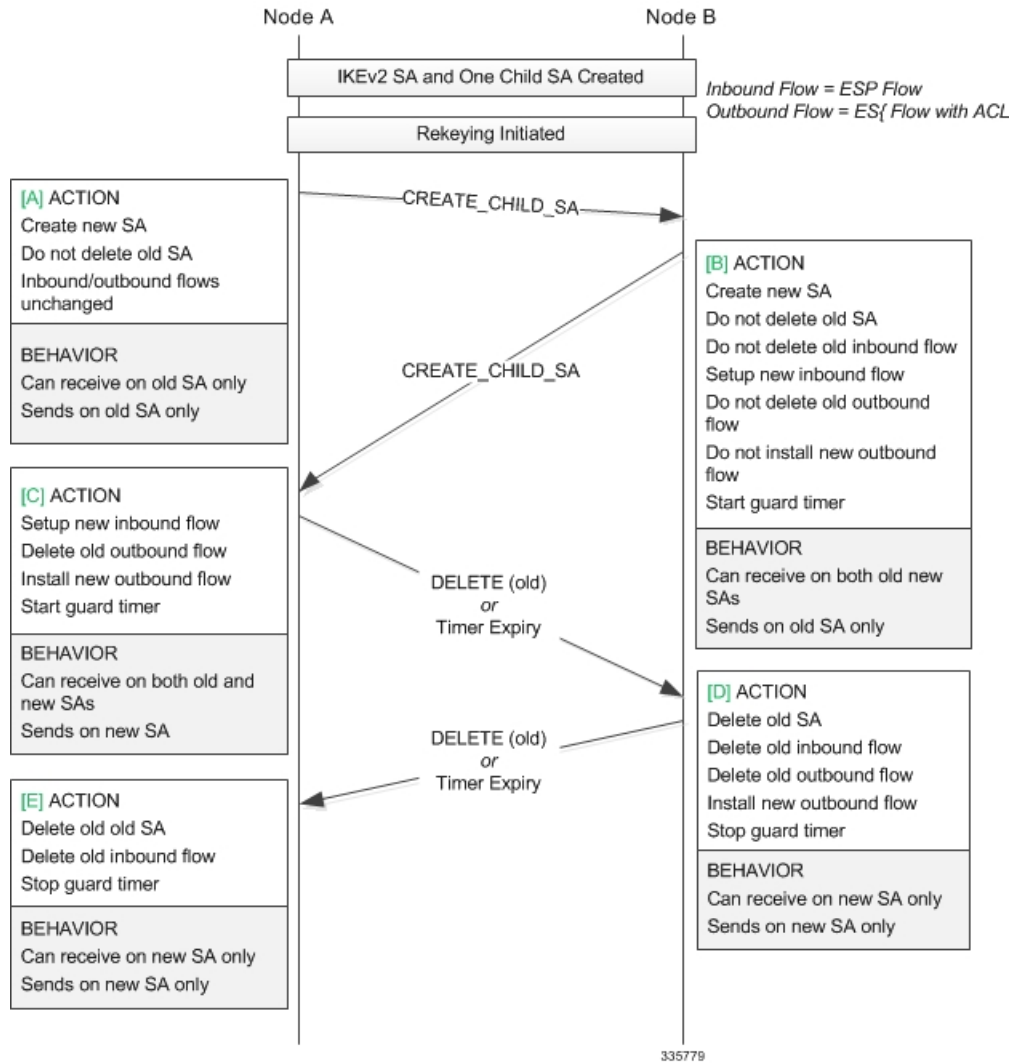 Node A
Node B
IKEv2 SA and One Child SA Created
Inbound Flow = ESP Flow
Outbound Flow = ES{ Flow with ACL
Rekeying Initiated
[A] ACTION
Create new SA
Do not delete old SA
Inbound/outbound flows
unchanged
BEHAVIOR
Can receive on old SA only
Sends on old SA only
CREATE_CHILD_SA
[B] ACTION
Create new SA
Do not delete old SA
Do not delete old inbound flow
Setup new inbound flow
Do not delete old outbound
flow
Do not install new outbound
flow
Start guard timer
BEHAVIOR
Can receive on both old new
SAs
Sends on old SA only
CREATE_CHILD_SA
[C] ACTION
Setup new inbound flow
Delete old outbound flow
Install new outbound flow
Start guard timer
BEHAVIOR
Can receive on both old and
new SAs
Sends on new SA
DELETE (old)
or
Timer Expiry
[D] ACTION
Delete old SA
Delete old inbound flow
Delete old outbound flow
Install new outbound flow
Stop guard timer
BEHAVIOR
Can receive on new SA only
Sends on new SA only
DELETE (old)
or
Timer Expiry
[E] ACTION
Delete old old SA
Delete old inbound flow
Stop guard timer
BEHAVIOR
Can receive on new SA only
Sends on new SA only
335779